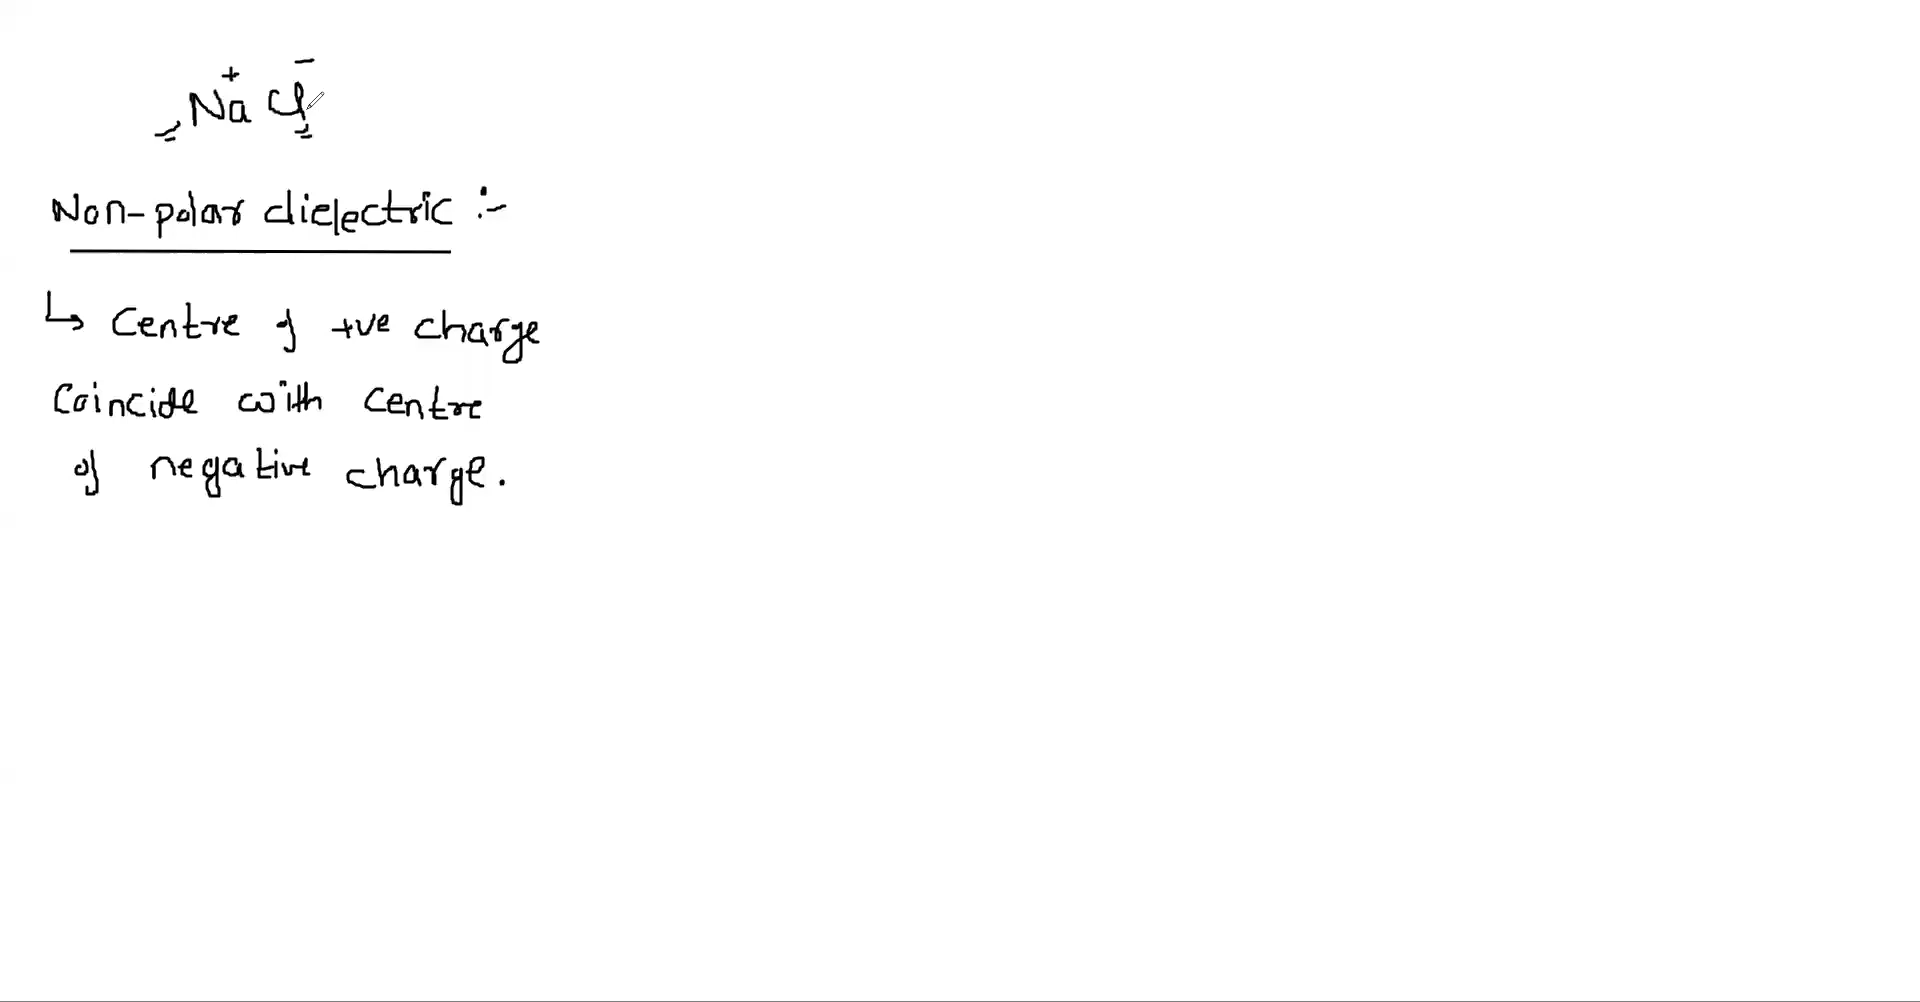 Na+ Cl-
Non-polar dielectric :-
↳ Centre of +ve charge
Coincide with centre
of negative charge.